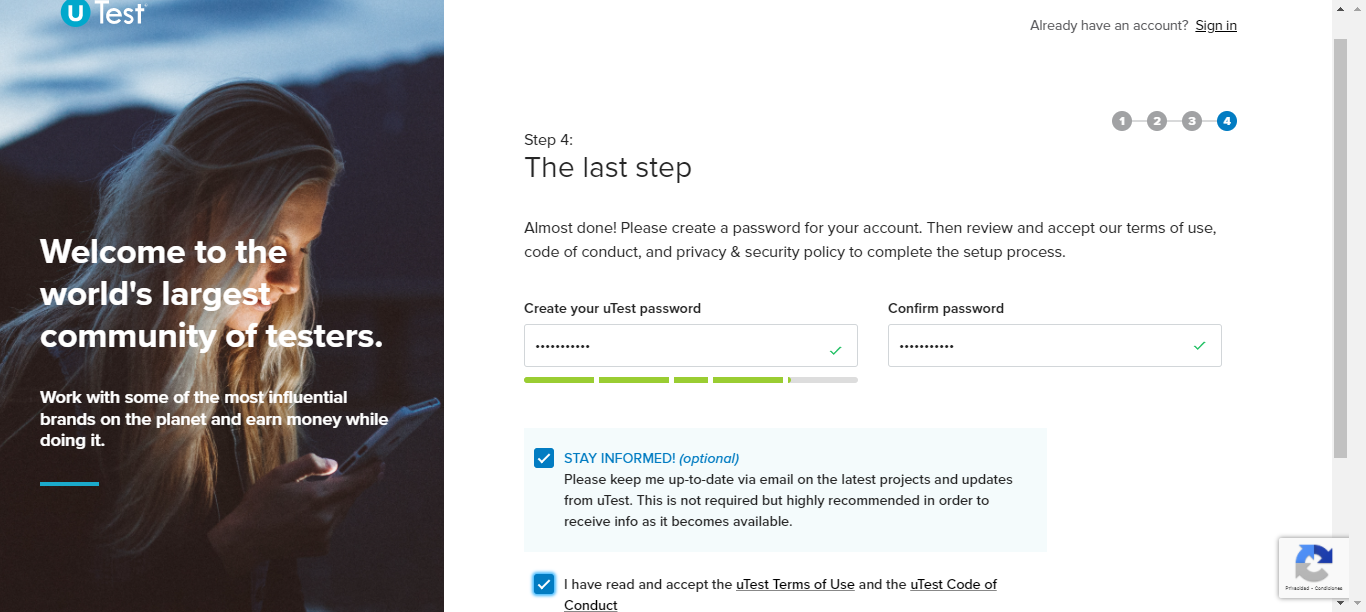 uTest
Already have an account? Sign in
1 2 3 4
Step 4:
The last step
Almost done! Please create a password for your account. Then review and accept our terms of use,
code of conduct, and privacy & security policy to complete the setup process.
Welcome to the
world's largest
community of testers.
Work with some of the most influential
brands on the planet and earn money while
doing it.
Create your uTest password
Confirm password
STAY INFORMED! (optional)
Please keep me up-to-date via email on the latest projects and updates
from uTest. This is not required but highly recommended in order to
receive info as it becomes available.
I have read and accept the uTest Terms of Use and the uTest Code of
Conduct
Privacidad - Condiciones